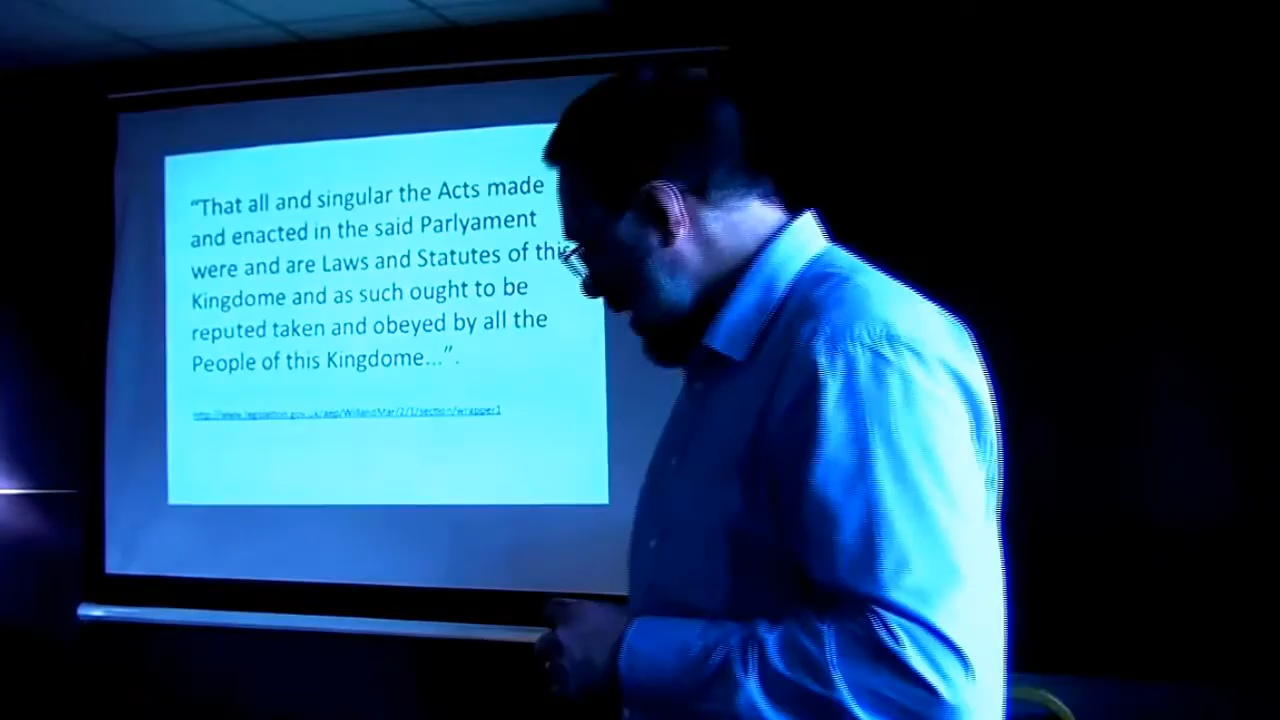 “That all and singular the Acts made
and enacted in the said Parlyament
were and are Laws and Statutes of this
Kingdome and as such ought to be
reputed taken and obeyed by all the
People of this Kingdome...”.
http://www.legislation.gov.uk/aep/WillandMar/2/1/section/wrapper1